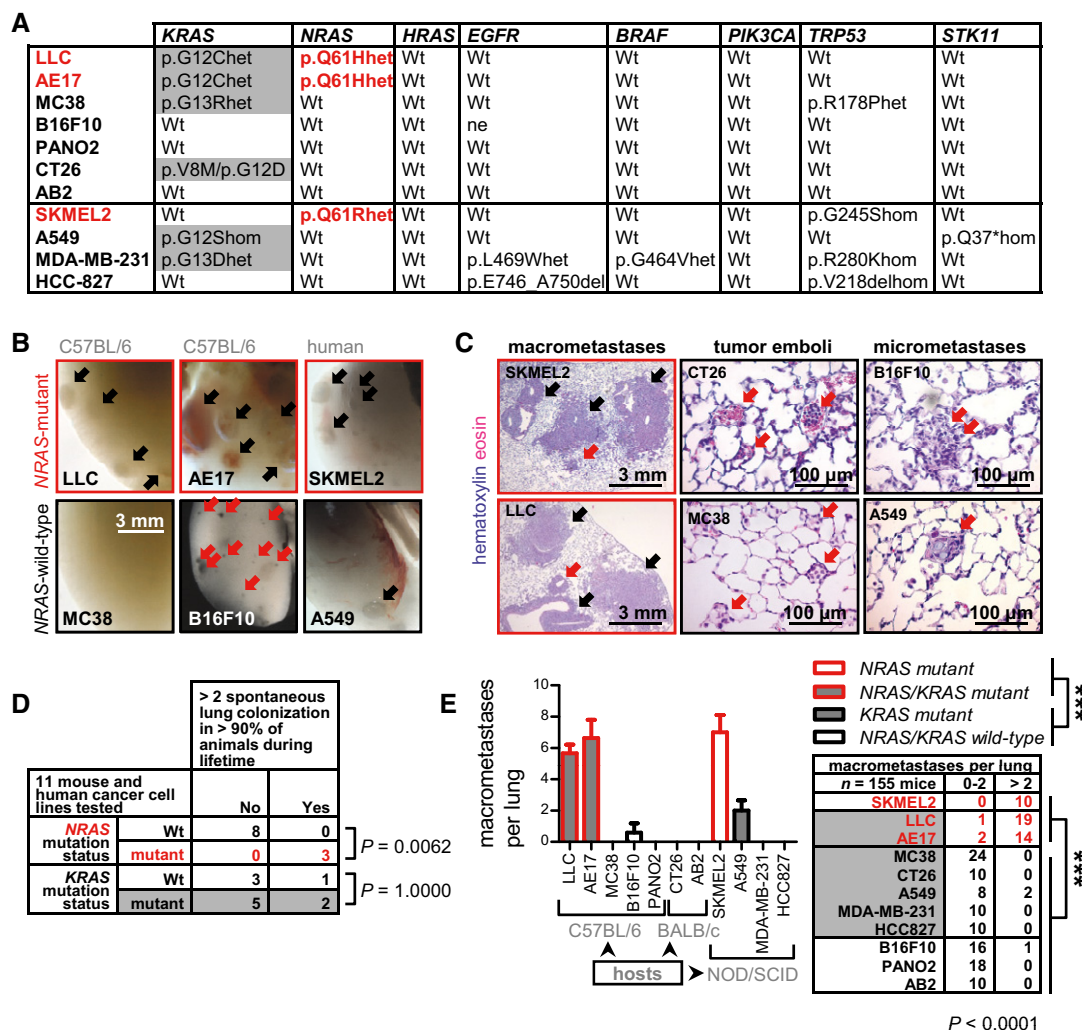 A
KRAS NRAS HRAS EGFR BRAF PIK3CA TRP53 STK11
LLC p.G12Chet p.Q61Hhet Wt Wt Wt Wt Wt Wt
AE17 p.G12Chet p.Q61Hhet Wt Wt Wt Wt Wt Wt
MC38 p.G13Rhet Wt Wt Wt Wt Wt p.R178Phet Wt
B16F10 Wt Wt Wt ne Wt Wt Wt Wt
PANO2 Wt Wt Wt Wt Wt Wt Wt Wt
CT26 p.V8M/p.G12D Wt Wt Wt Wt Wt Wt Wt
AB2 Wt Wt Wt Wt Wt Wt Wt Wt
SKMEL2 Wt p.Q61Rhet Wt Wt Wt Wt p.G245Shom Wt
A549 p.G12Shom Wt Wt Wt Wt Wt Wt p.Q37*hom
MDA-MB-231 p.G13Dhet Wt Wt p.L469Whet p.G464Vhet Wt p.R280Khom Wt
HCC-827 Wt Wt Wt p.E746_A750del Wt Wt p.V218delhom Wt
B
C57BL/6 C57BL/6 human
NRAS-mutant
LLC AE17 SKMEL2
NRAS-wild-type
3 mm
MC38 B16F10 A549
C
macrometastases tumor emboli micrometastases
hematoxylin eosin
SKMEL2 CT26 B16F10
3 mm 100 µm 100 µm
LLC MC38 A549
3 mm 100 µm 100 µm
D
> 2 spontaneous
lung colonization
in > 90% of
animals during
lifetime
11 mouse and
human cancer cell
lines tested No Yes
NRAS
mutation
status
Wt 8 0
mutant 0 3
P = 0.0062
KRAS
mutation
status
Wt 3 1
mutant 5 2
P = 1.0000
E
macrometastases
per lung
10
8
6
4
2
0
LLC
AE17
MC38
B16F10
PANO2
CT26
AB2
SKMEL2
A549
MDA-MB-231
HCC827
C57BL/6 BALB/c
hosts NOD/SCID
NRAS mutant
NRAS/KRAS mutant
KRAS mutant
NRAS/KRAS wild-type
***
macrometastases per lung
n = 155 mice 0-2 > 2
SKMEL2 0 10
LLC 1 19
AE17 2 14
MC38 24 0
CT26 10 0
A549 8 2
MDA-MB-231 10 0
HCC827 10 0
B16F10 16 1
PANO2 18 0
AB2 10 0
***
P < 0.0001